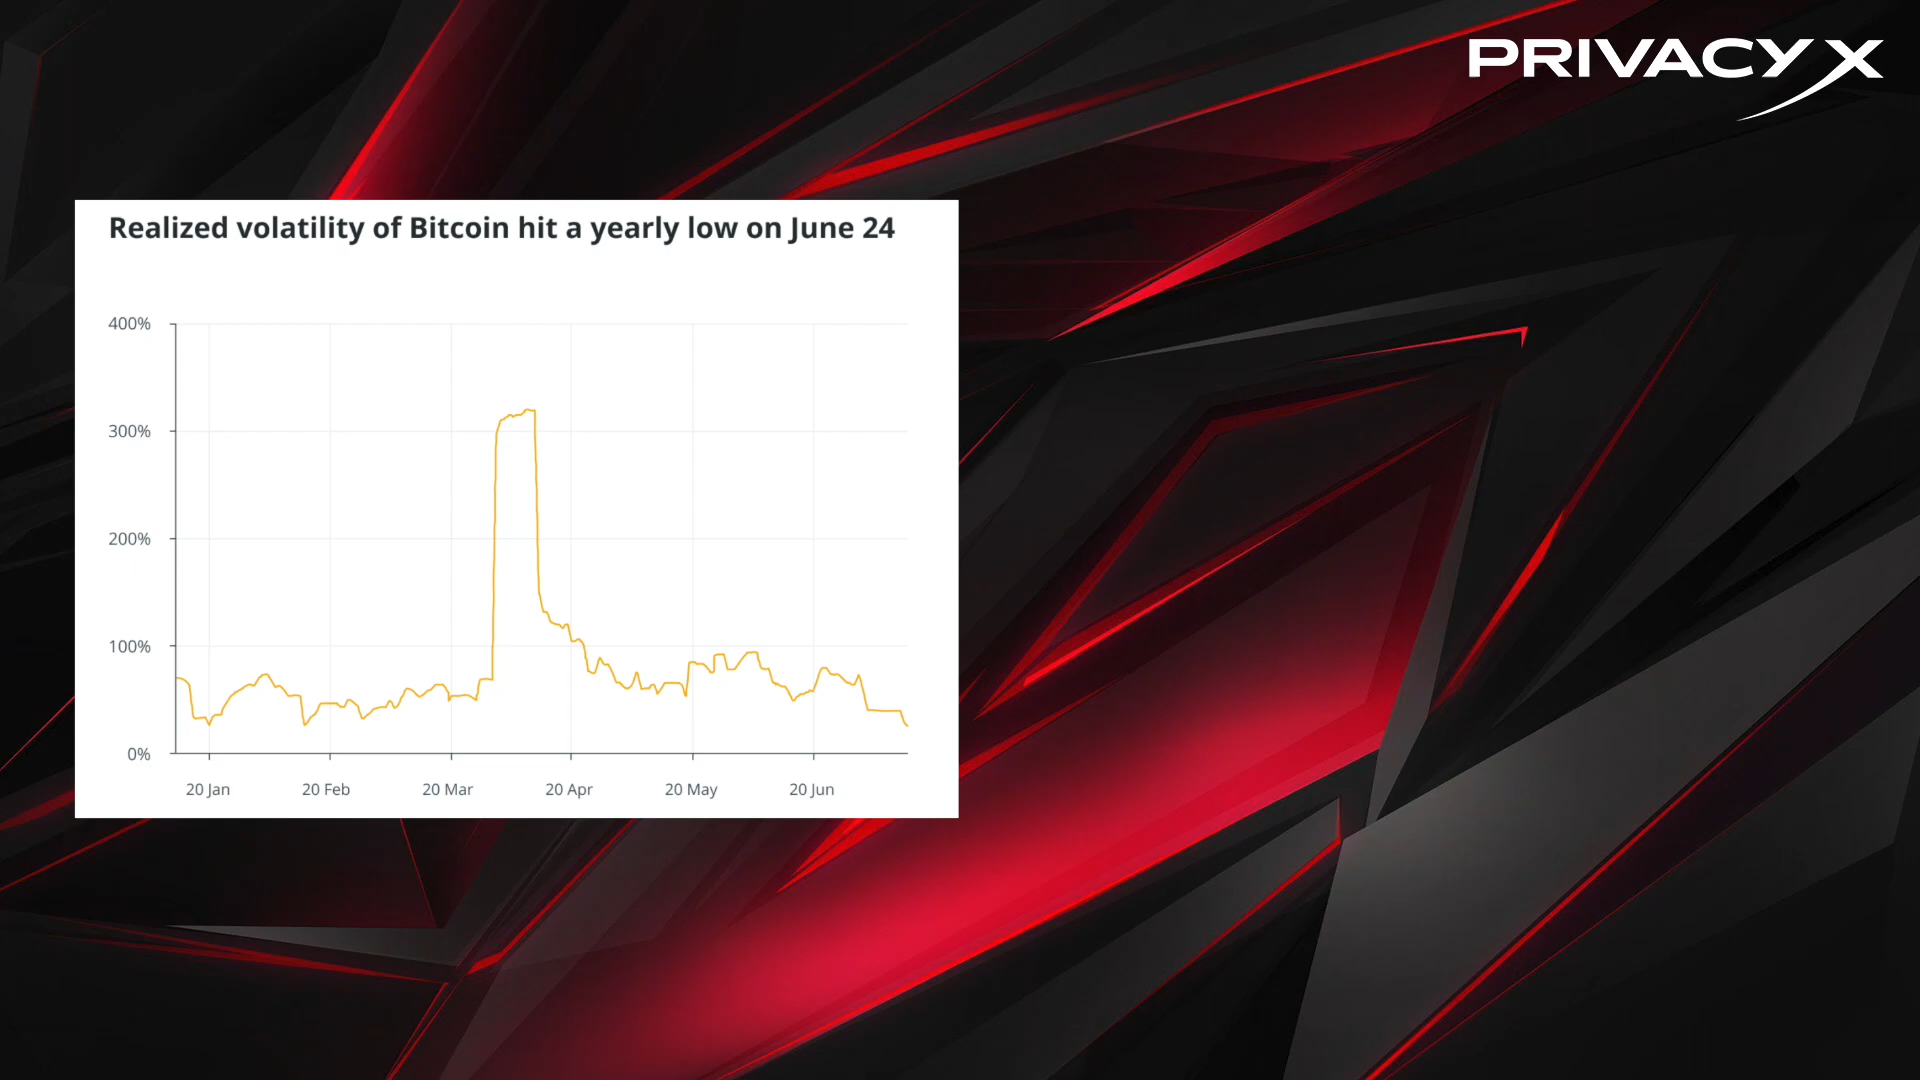 PRIVACYX
Realized volatility of Bitcoin hit a yearly low on June 24
400%
300%
200%
100%
0%
20 Jan
20 Feb
20 Mar
20 Apr
20 May
20 Jun